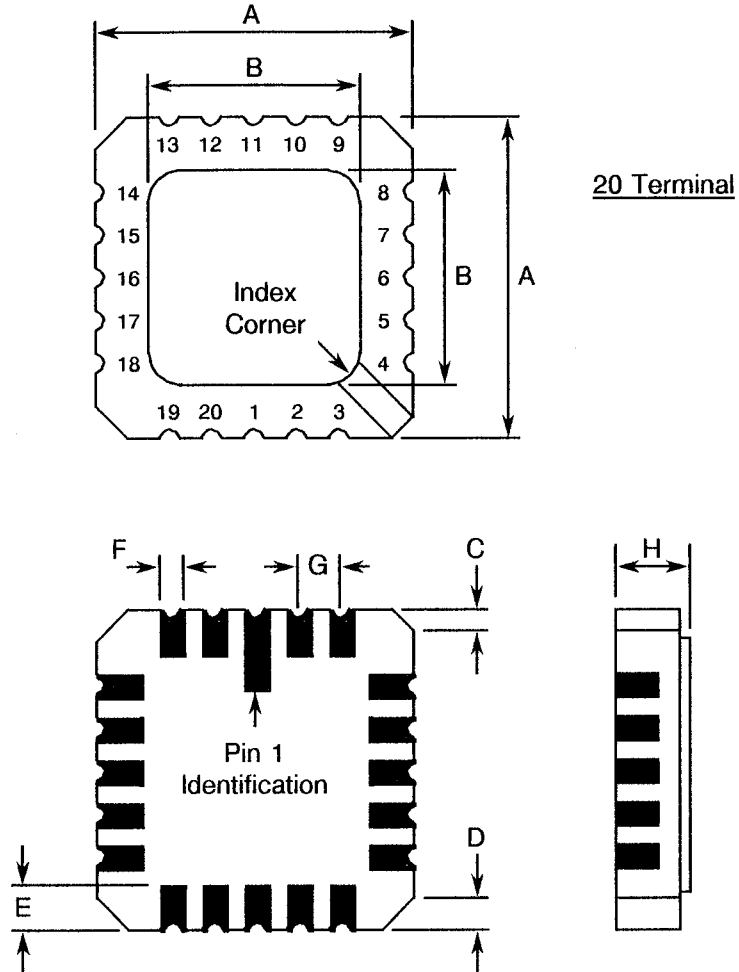 A
B
13 12 11 10 9
20 Terminal
14 8
15 7
16 6
17 5
18 4
Index
Corner
B A
19 20 1 2 3
F G C H
Pin 1
Identification
D
E